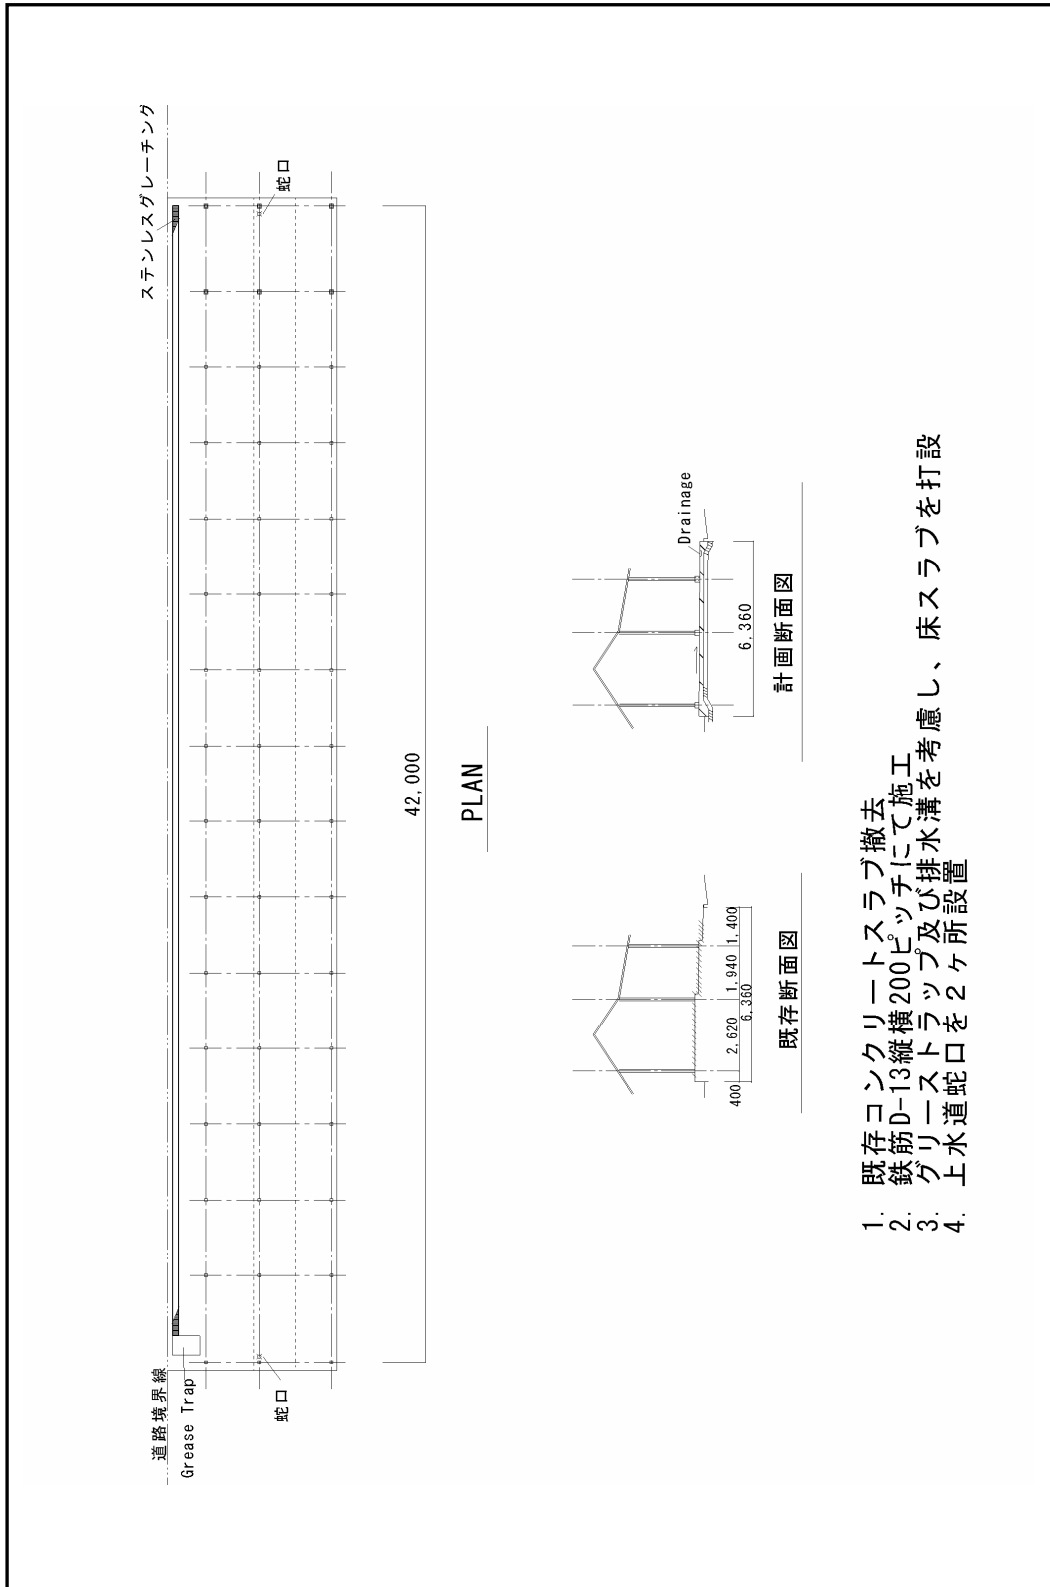 道路境界線
ステンレスグレーチング
Grease Trap
蛇口
蛇口
42,000
PLAN
400
2,620
1,940
1,400
6,360
既存断面図
Drainage
6,360
計画断面図
1. 既存コンクリートスラブ撤去
2. 鉄筋D-13縦横200ピッチにて施工
3. グリーストラップ及び排水溝を考慮し、床スラブを打設
4. 上水道蛇口を2ヶ所設置